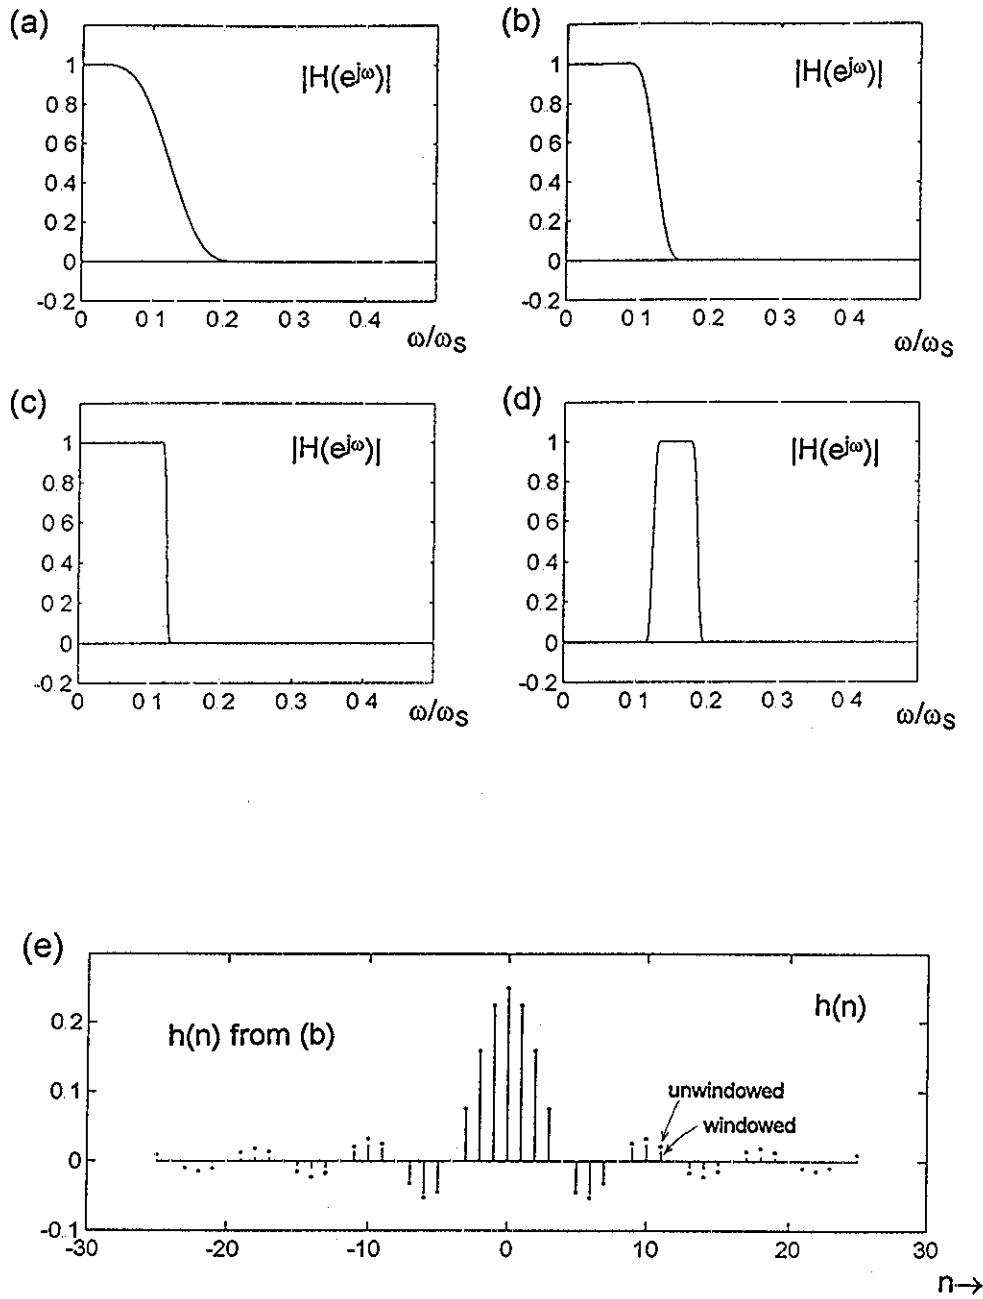 (a)
|H(e^jω)|
1
0.8
0.6
0.4
0.2
0
-0.2
0 0.1 0.2 0.3 0.4
ω/ωS
(b)
|H(e^jω)|
1
0.8
0.6
0.4
0.2
0
-0.2
0 0.1 0.2 0.3 0.4
ω/ωS
(c)
|H(e^jω)|
1
0.8
0.6
0.4
0.2
0
-0.2
0 0.1 0.2 0.3 0.4
ω/ωS
(d)
|H(e^jω)|
1
0.8
0.6
0.4
0.2
0
-0.2
0 0.1 0.2 0.3 0.4
ω/ωS
(e)
h(n) from (b)
h(n)
unwindowed
windowed
0.2
0.1
0
-0.1
-30 -20 -10 0 10 20 30
n→